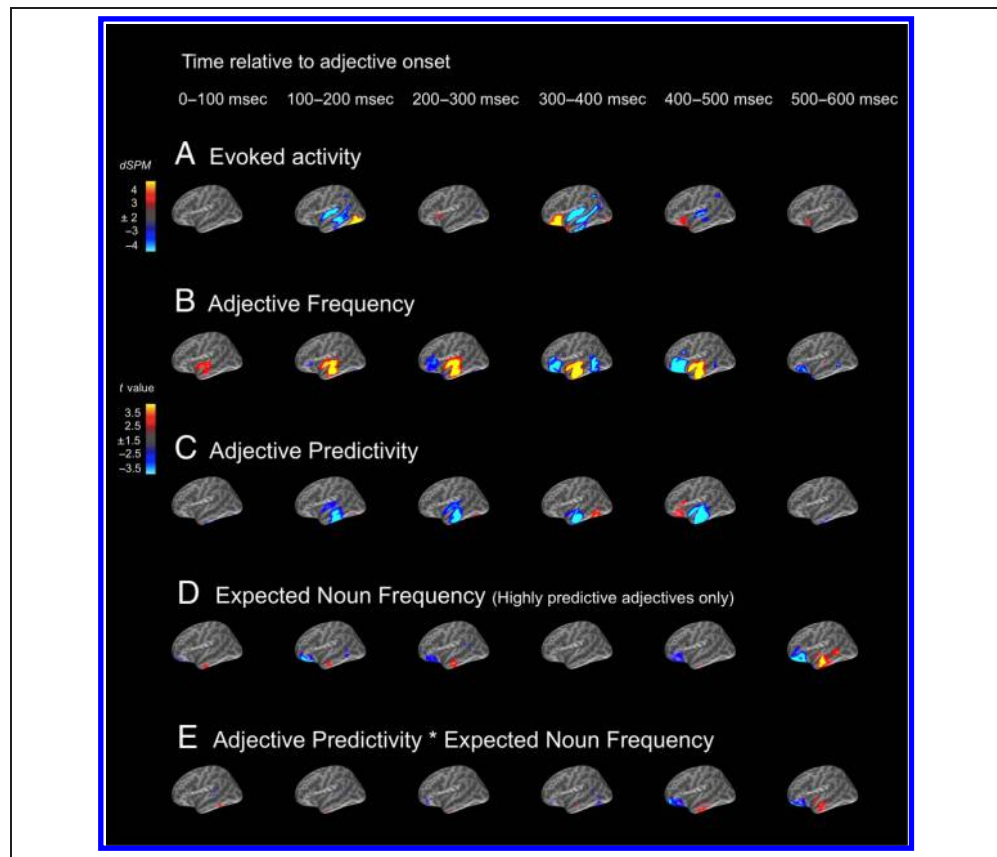 Time relative to adjective onset
0–100 msec 100–200 msec 200–300 msec 300–400 msec 400–500 msec 500–600 msec
A Evoked activity
dSPM
4
3
± 2
−3
−4
B Adjective Frequency
t value
3.5
2.5
±1.5
−2.5
−3.5
C Adjective Predictivity
D Expected Noun Frequency (Highly predictive adjectives only)
E Adjective Predictivity * Expected Noun Frequency